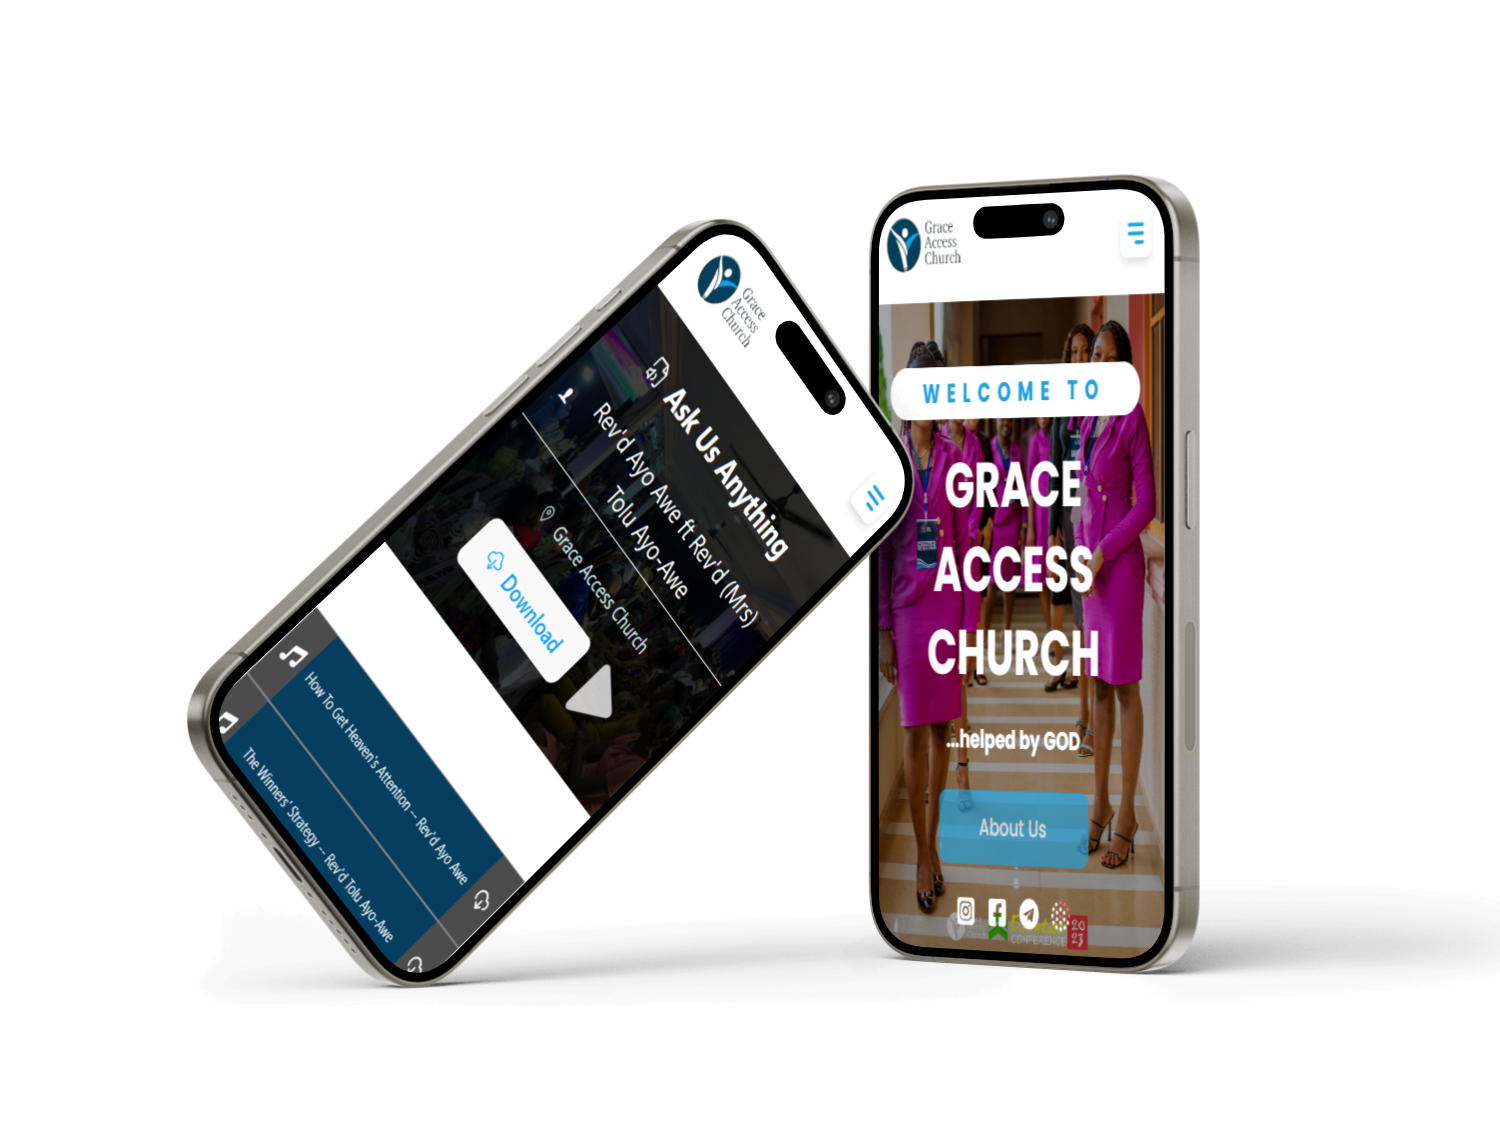 Grace
Access
Church
Ask Us Anything
Rev'd Ayo Awe ft Rev'd (Mrs)
Tolu Ayo-Awe
Grace Access Church
Download
How To Get Heaven's Attention -- Rev'd Ayo Awe
The Winners' Strategy -- Rev'd Tolu Ayo-Awe
Grace
Access
Church
WELCOME TO
GRACE
ACCESS
CHURCH
...helped by GOD
About Us
CONFERENCE
20
23